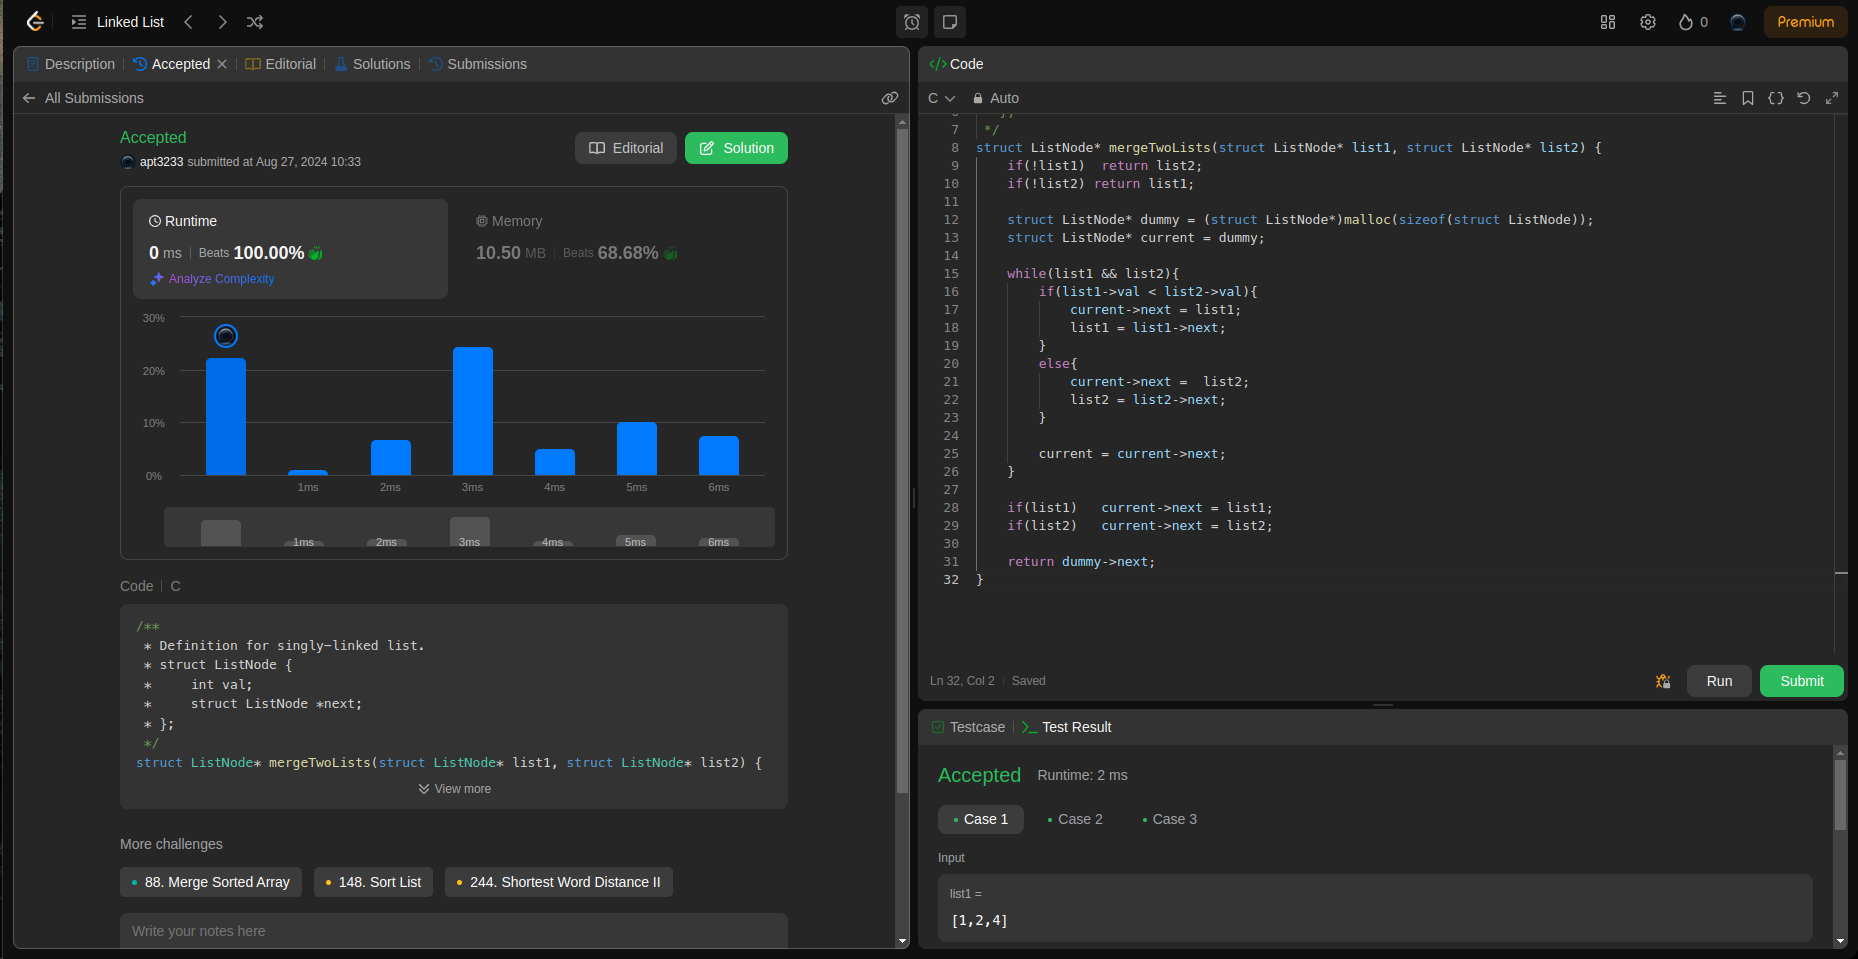 Linked List
0
Premium
Description
Accepted
Editorial
Solutions
Submissions
All Submissions
Accepted
apt3233 submitted at Aug 27, 2024 10:33
Editorial
Solution
Runtime
0 ms
Beats 100.00%
Analyze Complexity
Memory
10.50 MB
Beats 68.68%
30%
20%
10%
0%
1ms 2ms 3ms 4ms 5ms 6ms
1ms 2ms 3ms 4ms 5ms 6ms
Code | C
/**
 * Definition for singly-linked list.
 * struct ListNode {
 *     int val;
 *     struct ListNode *next;
 * };
 */
struct ListNode* mergeTwoLists(struct ListNode* list1, struct ListNode* list2) {
View more
More challenges
88. Merge Sorted Array
148. Sort List
244. Shortest Word Distance II
Write your notes here
</> Code
C
Auto
7  */
8 struct ListNode* mergeTwoLists(struct ListNode* list1, struct ListNode* list2) {
9     if(!list1)  return list2;
10     if(!list2) return list1;
11
12     struct ListNode* dummy = (struct ListNode*)malloc(sizeof(struct ListNode));
13     struct ListNode* current = dummy;
14
15     while(list1 && list2){
16         if(list1->val < list2->val){
17             current->next = list1;
18             list1 = list1->next;
19         }
20         else{
21             current->next =  list2;
22             list2 = list2->next;
23         }
24
25         current = current->next;
26     }
27
28     if(list1)   current->next = list1;
29     if(list2)   current->next = list2;
30
31     return dummy->next;
32 }
Ln 32, Col 2 | Saved
Run
Submit
Testcase
Test Result
Accepted
Runtime: 2 ms
Case 1
Case 2
Case 3
Input
list1 =
[1,2,4]